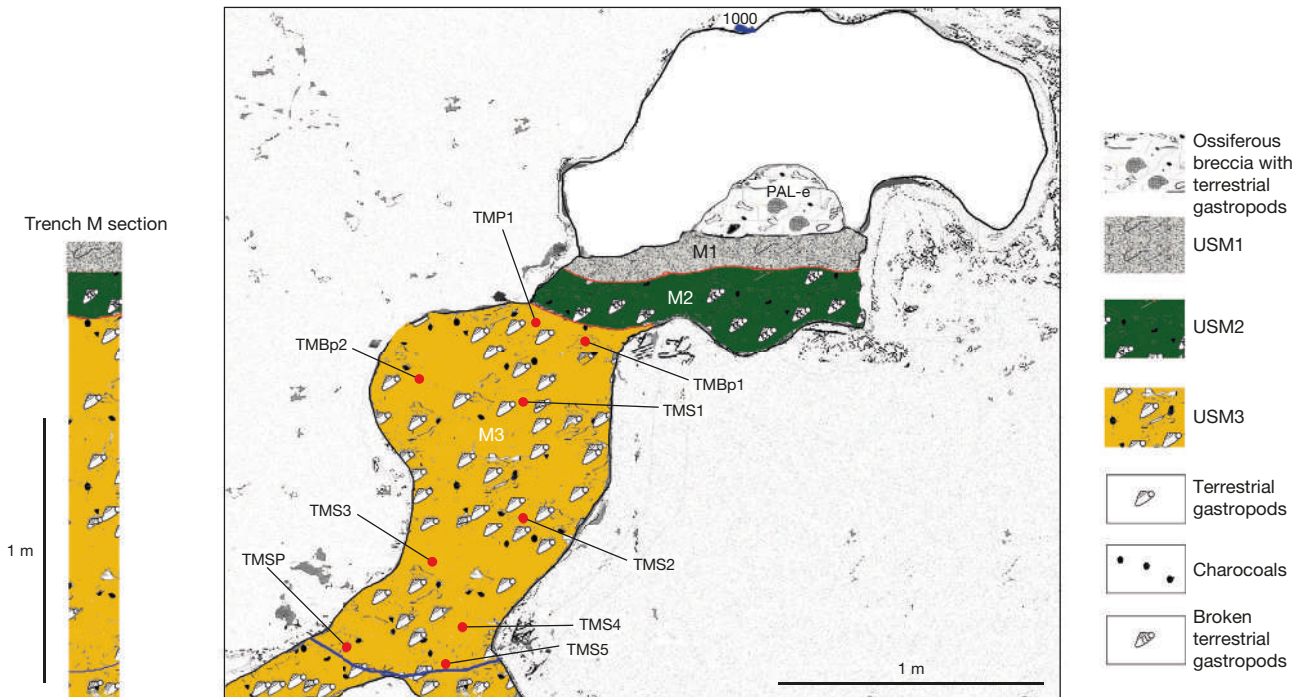 Trench M section
1 m
1000
PAL-e
M1
M2
M3
TMP1
TMBp2
TMBp1
TMS1
TMS3
TMS2
TMSP
TMS4
TMS5
1 m
Ossiferous
breccia with
terrestrial
gastropods
USM1
USM2
USM3
Terrestrial
gastropods
Charocoals
Broken
terrestrial
gastropods